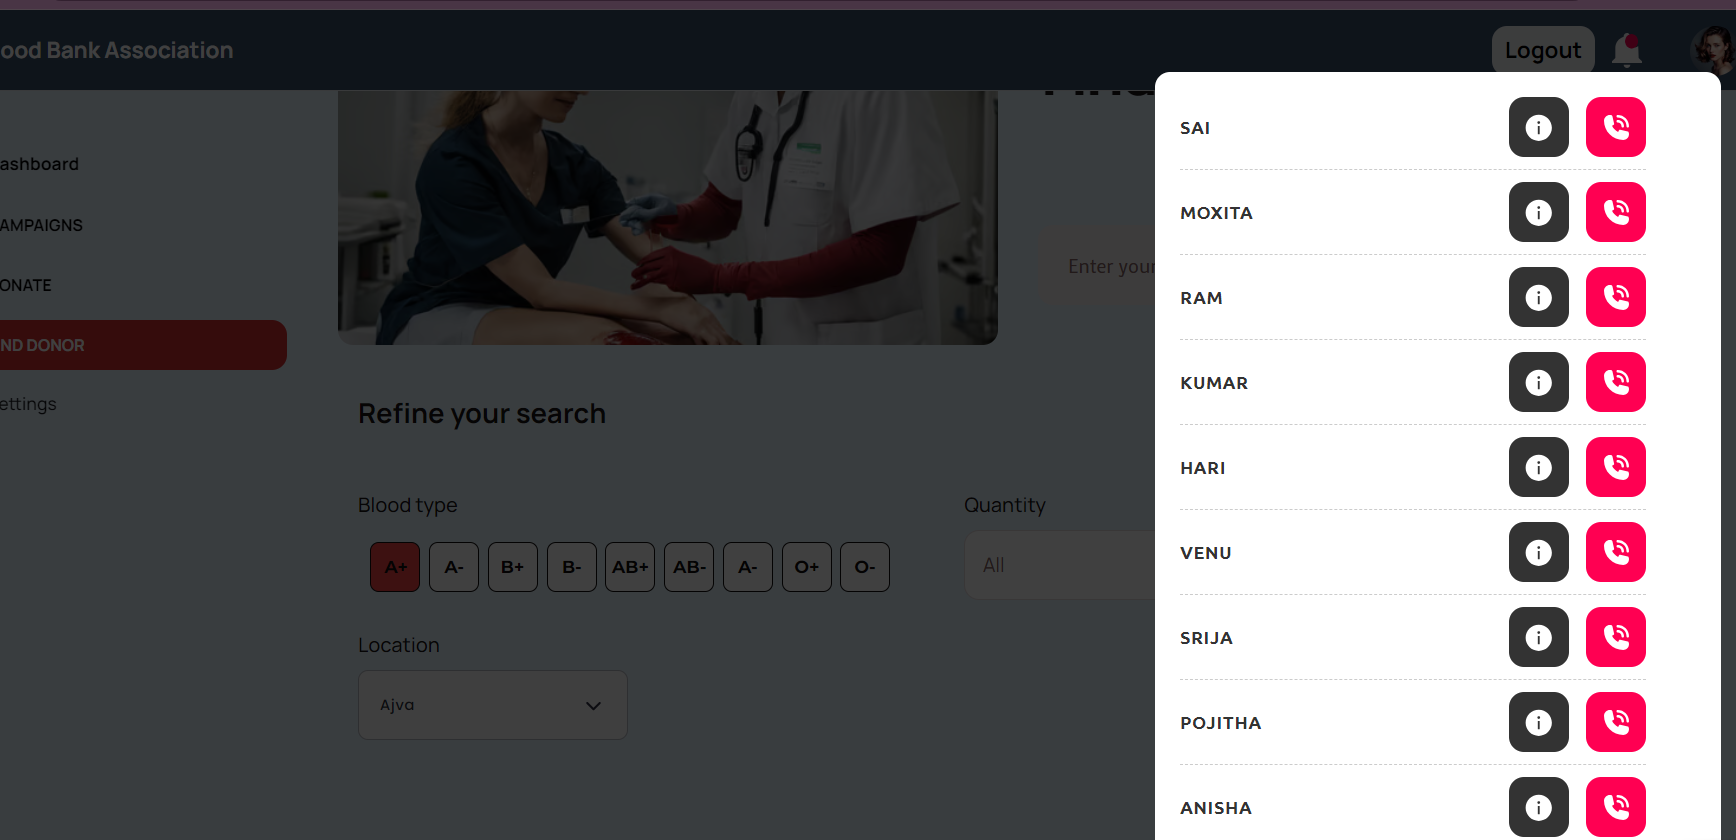 ood Bank Association
Logout
ashboard
AMPAIGNS
ONATE
ND DONOR
ettings
Enter your
Refine your search
Blood type
A+ A- B+ B- AB+ AB- A- O+ O-
Quantity
All
Location
Ajva
SAI
MOXITA
RAM
KUMAR
HARI
VENU
SRIJA
POJITHA
ANISHA